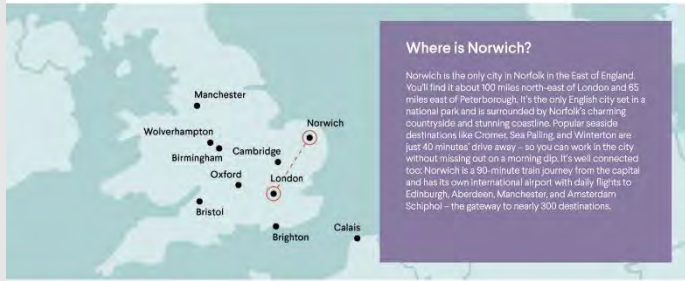 Manchester
Norwich
Wolverhampton
Birmingham
Cambridge
Oxford
London
Bristol
Brighton
Calais
Where is Norwich?
Norwich is the only city in Norfolk in the East of England.
You'll find it about 100 miles north-east of London and 65
miles east of Peterborough. It's the only English city set in a
national park and is surrounded by Norfolk's charming
countryside and stunning coastline. Popular seaside
destinations like Cromer, Sea Palling, and Winterton are
just 40 minutes' drive away – so you can work in the city
without missing out on a morning dip. It's well connected
too: Norwich is a 90-minute train journey from the capital
and has its own international airport with daily flights to
Edinburgh, Aberdeen, Manchester, and Amsterdam
Schiphol – the gateway to nearly 300 destinations.